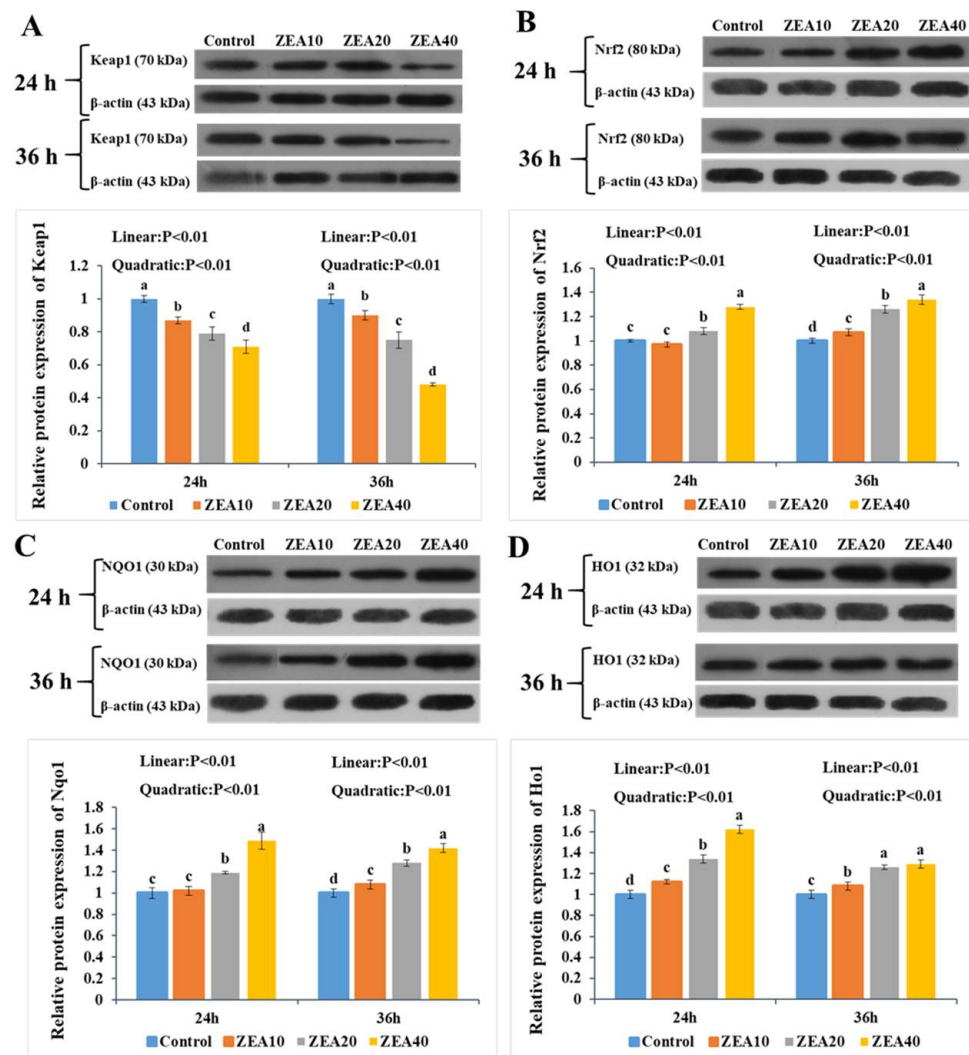 A
Control ZEA10 ZEA20 ZEA40
24 h
Keap1 (70 kDa)
β-actin (43 kDa)
36 h
Keap1 (70 kDa)
β-actin (43 kDa)
Relative protein expression of Keap1
Linear:P<0.01 Linear:P<0.01
Quadratic:P<0.01 Quadratic:P<0.01
1.2
1
0.8
0.6
0.4
0.2
0
a b c d a b c d
24h 36h
Control ZEA10 ZEA20 ZEA40
B
Control ZEA10 ZEA20 ZEA40
24 h
Nrf2 (80 kDa)
β-actin (43 kDa)
36 h
Nrf2 (80 kDa)
β-actin (43 kDa)
Relative protein expression of Nrf2
Linear:P<0.01 Linear:P<0.01
Quadratic:P<0.01 Quadratic:P<0.01
1.6
1.4
1.2
1
0.8
0.6
0.4
0.2
0
c c b a d c b a
24h 36h
Control ZEA10 ZEA20 ZEA40
C
Control ZEA10 ZEA20 ZEA40
24 h
NQO1 (30 kDa)
β-actin (43 kDa)
36 h
NQO1 (30 kDa)
β-actin (43 kDa)
Relative protein expression of Nqo1
Linear:P<0.01 Linear:P<0.01
Quadratic:P<0.01 Quadratic:P<0.01
1.8
1.6
1.4
1.2
1
0.8
0.6
0.4
0.2
0
c c b a d c b a
24h 36h
Control ZEA10 ZEA20 ZEA40
D
Control ZEA10 ZEA20 ZEA40
24 h
HO1 (32 kDa)
β-actin (43 kDa)
36 h
HO1 (32 kDa)
β-actin (43 kDa)
Relative protein expression of Ho1
Linear:P<0.01 Linear:P<0.01
Quadratic:P<0.01 Quadratic:P<0.01
1.8
1.6
1.4
1.2
1
0.8
0.6
0.4
0.2
0
d c b a c b a a
24h 36h
Control ZEA10 ZEA20 ZEA40